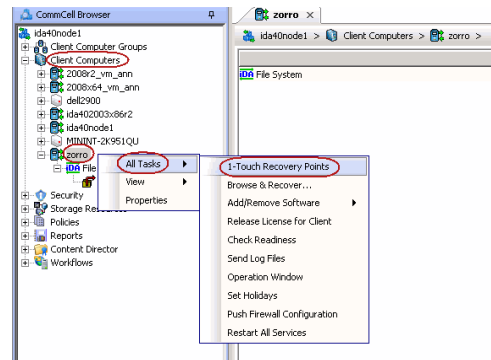 CommCell Browser
ida40node1
Client Computer Groups
Client Computers
2008r2_vm_ann
2008x64_vm_ann
dell2900
ida402003x86r2
ida40node1
MININT-2K951QU
zorro
iDA File
Security
Storage Re
Policies
Reports
Content Director
Workflows
All Tasks
View
Properties
1-Touch Recovery Points
Browse & Recover...
Add/Remove Software
Release License for Client
Check Readiness
Send Log Files
Operation Window
Set Holidays
Push Firewall Configuration
Restart All Services
zorro ×
ida40node1 > Client Computers > zorro >
iDA File System